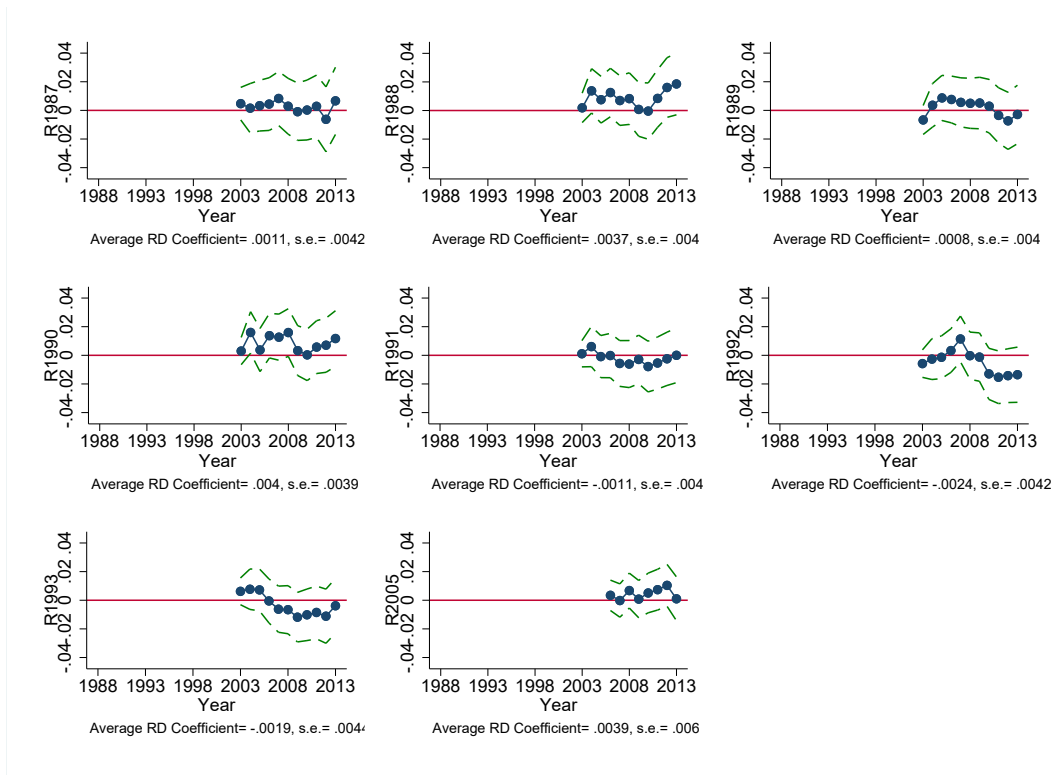 R1987
-.04 -.02 0 .02 .04
1988 1993 1998 2003 2008 2013
Year
Average RD Coefficient= .0011, s.e.= .0042
R1988
-.04 -.02 0 .02 .04
1988 1993 1998 2003 2008 2013
Year
Average RD Coefficient= .0037, s.e.= .004
R1989
-.04 -.02 0 .02 .04
1988 1993 1998 2003 2008 2013
Year
Average RD Coefficient= .0008, s.e.= .004
R1990
-.04 -.02 0 .02 .04
1988 1993 1998 2003 2008 2013
Year
Average RD Coefficient= .004, s.e.= .0039
R1991
-.04 -.02 0 .02 .04
1988 1993 1998 2003 2008 2013
Year
Average RD Coefficient= -.0011, s.e.= .004
R1992
-.04 -.02 0 .02 .04
1988 1993 1998 2003 2008 2013
Year
Average RD Coefficient= -.0024, s.e.= .0042
R1993
-.04 -.02 0 .02 .04
1988 1993 1998 2003 2008 2013
Year
Average RD Coefficient= -.0019, s.e.= .0044
R2005
-.04 -.02 0 .02 .04
1988 1993 1998 2003 2008 2013
Year
Average RD Coefficient= .0039, s.e.= .006